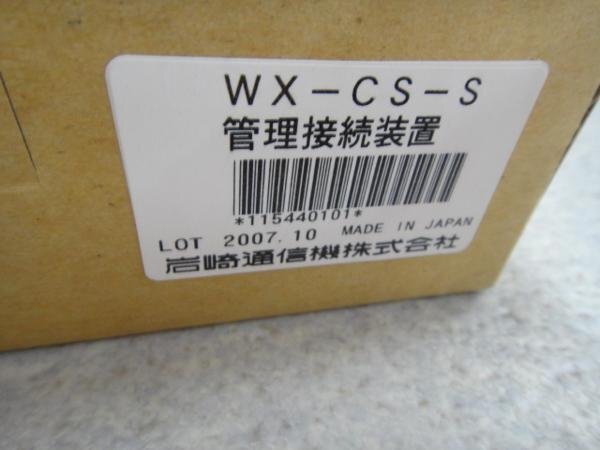 WX-CS-S
管理接続装置
*115440101*
LOT 2007.10 MADE IN JAPAN
岩崎通信機株式会社